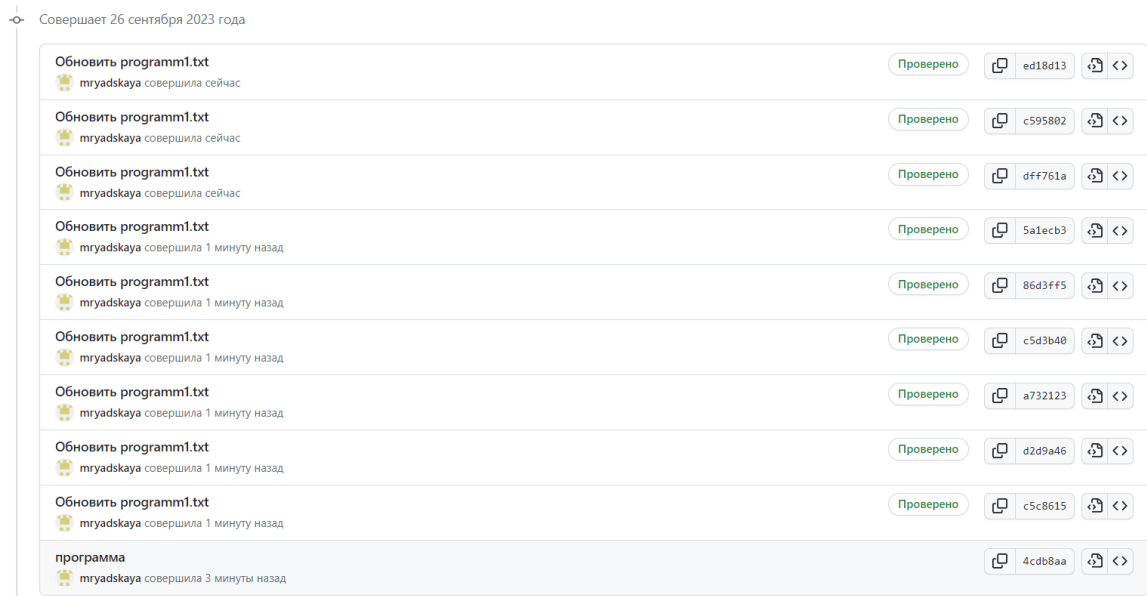 Совершает 26 сентября 2023 года
Обновить programm1.txt
mryadskaya совершила сейчас
Проверено
ed18d13
Обновить programm1.txt
mryadskaya совершила сейчас
Проверено
c595802
Обновить programm1.txt
mryadskaya совершила сейчас
Проверено
dff761a
Обновить programm1.txt
mryadskaya совершила 1 минуту назад
Проверено
5a1ecb3
Обновить programm1.txt
mryadskaya совершила 1 минуту назад
Проверено
86d3ff5
Обновить programm1.txt
mryadskaya совершила 1 минуту назад
Проверено
c5d3b40
Обновить programm1.txt
mryadskaya совершила 1 минуту назад
Проверено
a732123
Обновить programm1.txt
mryadskaya совершила 1 минуту назад
Проверено
d2d9a46
Обновить programm1.txt
mryadskaya совершила 1 минуту назад
Проверено
c5c8615
программа
mryadskaya совершила 3 минуты назад
4cdb8aa